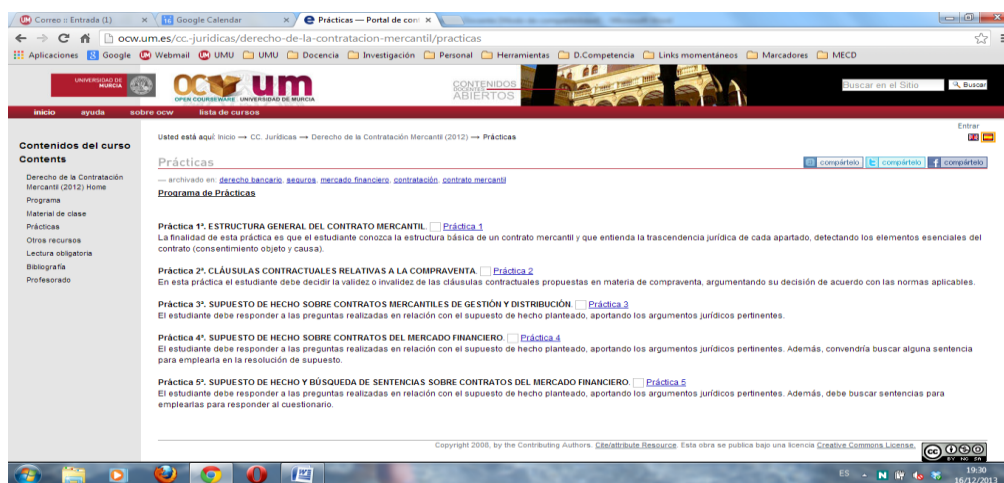 Correo :: Entrada (1)
Google Calendar
Prácticas — Portal de con
ocw.um.es/cc.-juridicas/derecho-de-la-contratacion-mercantil/practicas
Aplicaciones Google Webmail UMU UMU Docencia Investigación Personal Herramientas D.Competencia Links momentáneos Marcadores MECD
UNIVERSIDAD DE
MURCIA
ocw um
OPEN COURSEWARE UNIVERSIDAD DE MURCIA
CONTENIDOS
DOCENTES
ABIERTOS
Buscar en el Sitio
Buscar
inicio ayuda sobre ocw lista de cursos
Entrar
Usted está aquí: Inicio → CC. Jurídicas → Derecho de la Contratación Mercantil (2012) → Prácticas
Contenidos del curso
Contents
Derecho de la Contratación
Mercantil (2012) Home
Programa
Material de clase
Prácticas
Otros recursos
Lectura obligatoria
Bibliografía
Profesorado
Prácticas
compártelo compártelo compártelo
— archivado en: derecho bancario, seguros, mercado financiero, contratación, contrato mercantil
Programa de Prácticas
Práctica 1ª. ESTRUCTURA GENERAL DEL CONTRATO MERCANTIL. Práctica 1
La finalidad de esta práctica es que el estudiante conozca la estructura básica de un contrato mercantil y que entienda la trascendencia jurídica de cada apartado, detectando los elementos esenciales del
contrato (consentimiento objeto y causa).
Práctica 2ª. CLÁUSULAS CONTRACTUALES RELATIVAS A LA COMPRAVENTA. Práctica 2
En esta práctica el estudiante debe decidir la validez o invalidez de las cláusulas contractuales propuestas en materia de compraventa, argumentando su decisión de acuerdo con las normas aplicables.
Práctica 3ª. SUPUESTO DE HECHO SOBRE CONTRATOS MERCANTILES DE GESTIÓN Y DISTRIBUCIÓN. Práctica 3
El estudiante debe responder a las preguntas realizadas en relación con el supuesto de hecho planteado, aportando los argumentos jurídicos pertinentes.
Práctica 4ª. SUPUESTO DE HECHO SOBRE CONTRATOS DEL MERCADO FINANCIERO. Práctica 4
El estudiante debe responder a las preguntas realizadas en relación con el supuesto de hecho planteado, aportando los argumentos jurídicos pertinentes. Además, convendría buscar alguna sentencia
para emplearla en la resolución de supuesto.
Práctica 5ª. SUPUESTO DE HECHO Y BÚSQUEDA DE SENTENCIAS SOBRE CONTRATOS DEL MERCADO FINANCIERO. Práctica 5
El estudiante debe responder a las preguntas realizadas en relación con el supuesto de hecho planteado, aportando los argumentos jurídicos pertinentes. Además, debe buscar sentencias para
emplearlas para responder al cuestionario.
Copyright 2008, by the Contributing Authors. Cite/attribute Resource. Esta obra se publica bajo una licencia Creative Commons License.
cc BY NC SA
ES
19:30
16/12/2013